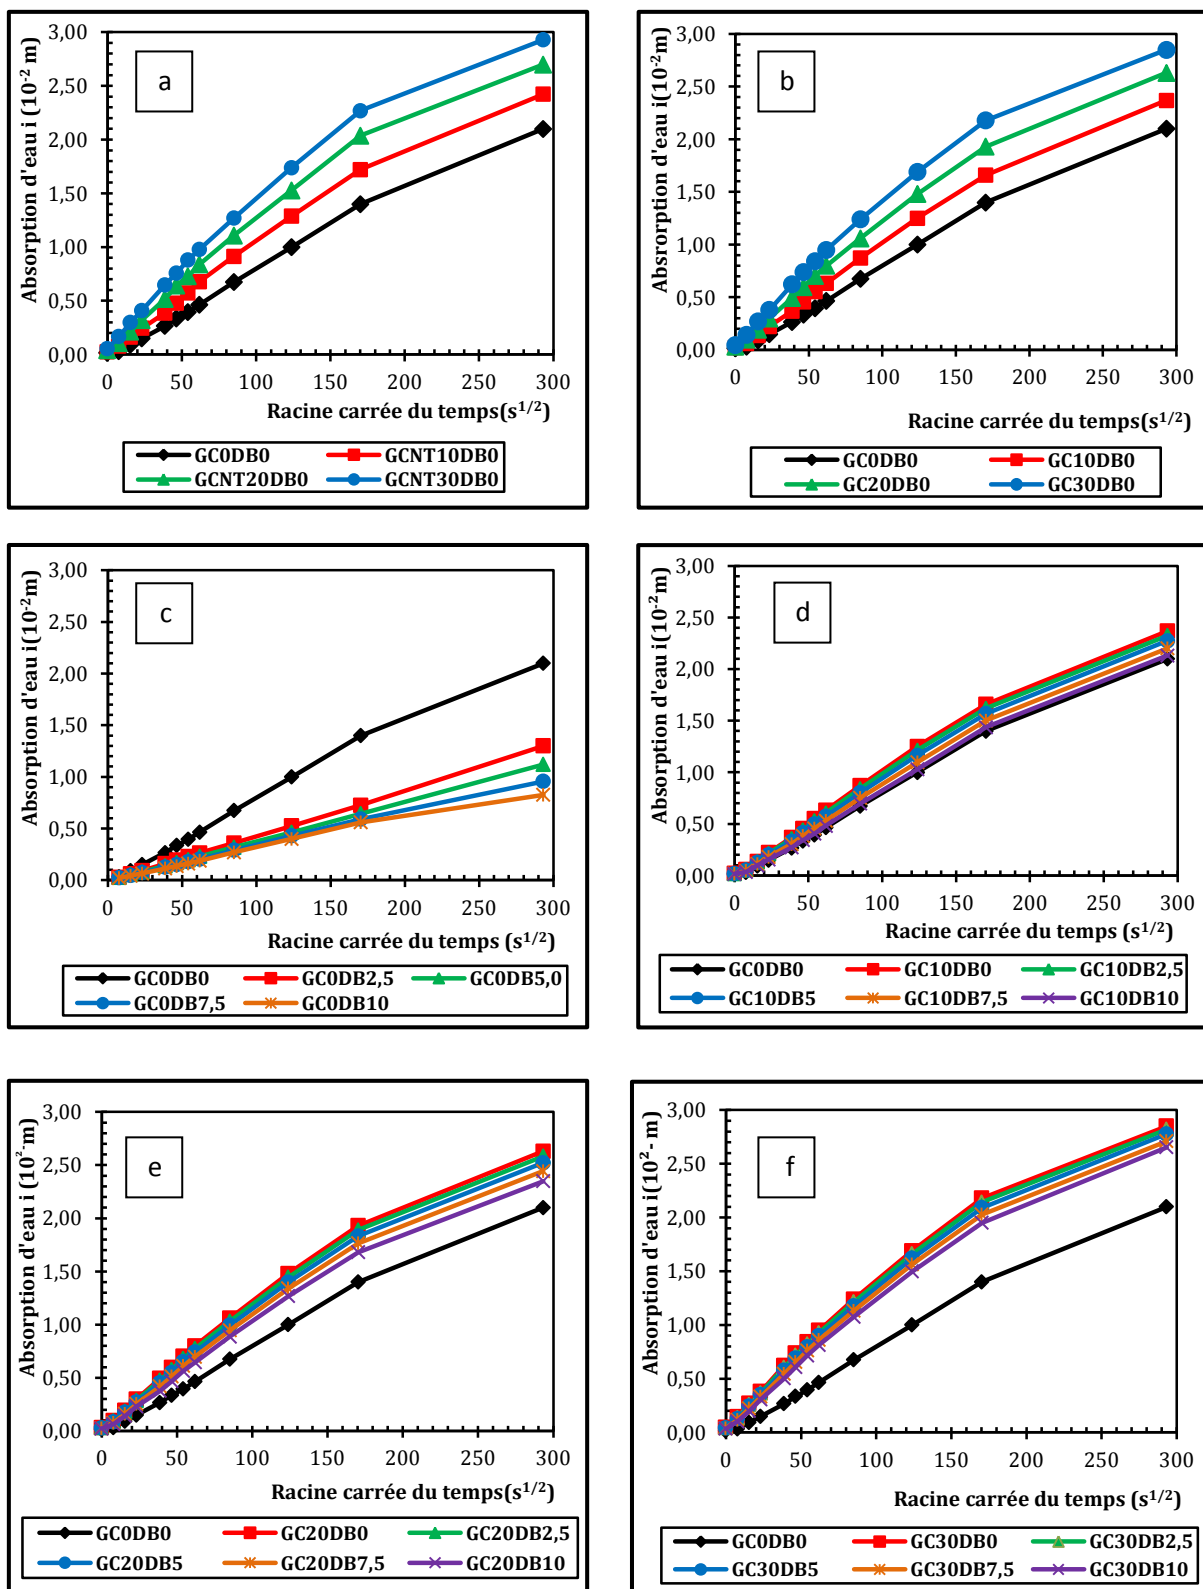 a
Absorption d'eau i (10⁻² m)
3,00
2,50
2,00
1,50
1,00
0,50
0,00
0 50 100 150 200 250 300
Racine carrée du temps(s^1/2)
GC0DB0 GCNT10DB0
GCNT20DB0 GCNT30DB0
b
Absrorption d'eau i(10⁻²m)
3,00
2,50
2,00
1,50
1,00
0,50
0,00
0 50 100 150 200 250 300
Racine carrée du temps(s^1/2)
GC0DB0 GC10DB0
GC20DB0 GC30DB0
c
Absorption d'eau i(10⁻²m)
3,00
2,50
2,00
1,50
1,00
0,50
0,00
0 50 100 150 200 250 300
Racine carrée du temps (s^1/2)
GC0DB0 GC0DB2,5 GC0DB5,0
GC0DB7,5 GC0DB10
d
Absorption d'eau i(10⁻²m)
3,00
2,50
2,00
1,50
1,00
0,50
0,00
0 50 100 150 200 250 300
Racine carrée du temps (s^1/2)
GC0DB0 GC10DB0 GC10DB2,5
GC10DB5 GC10DB7,5 GC10DB10
e
Absorption d'eau i (10²-m)
3,00
2,50
2,00
1,50
1,00
0,50
0,00
0 50 100 150 200 250 300
Racine carrée du temps(s^1/2)
GC0DB0 GC20DB0 GC20DB2,5
GC20DB5 GC20DB7,5 GC20DB10
f
Absorption d'eau i(10²- m)
3,00
2,50
2,00
1,50
1,00
0,50
0,00
0 50 100 150 200 250 300
Racine carrée du temps (s^1/2)
GC0DB0 GC30DB0 GC30DB2,5
GC30DB5 GC30DB7,5 GC30DB10